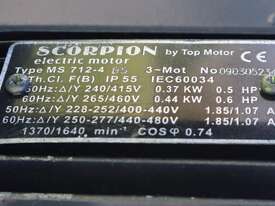 SCORPION by Top Motor
electric motor CE
Type MS 712-4 3~Mot No 09030523
Th.Cl. F(B) IP 55 IEC60034
50Hz: Δ/Y 240/415V 0.37 KW 0.5 HP
60Hz: Δ/Y 265/460V 0.44 KW 0.6 HP
50Hz: Δ/Y 228-252/400-440V 1.85/1.07 A
60Hz: Δ/Y 250-277/440-480V 1.85/1.07 A
1370/1640 min⁻¹ COSφ 0.74